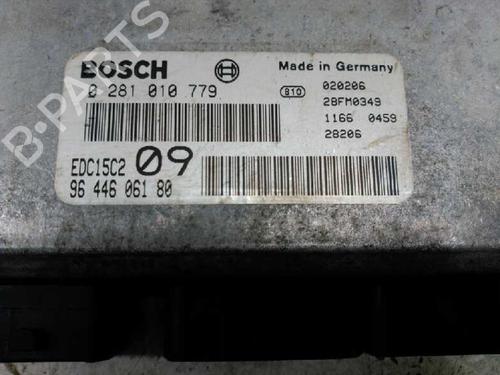 BOSCH
Made in Germany
0 281 010 779
810
020206
2BFM0349
1166 0459
28206
EDC15C2 09
96 446 061 80
B-PARTS